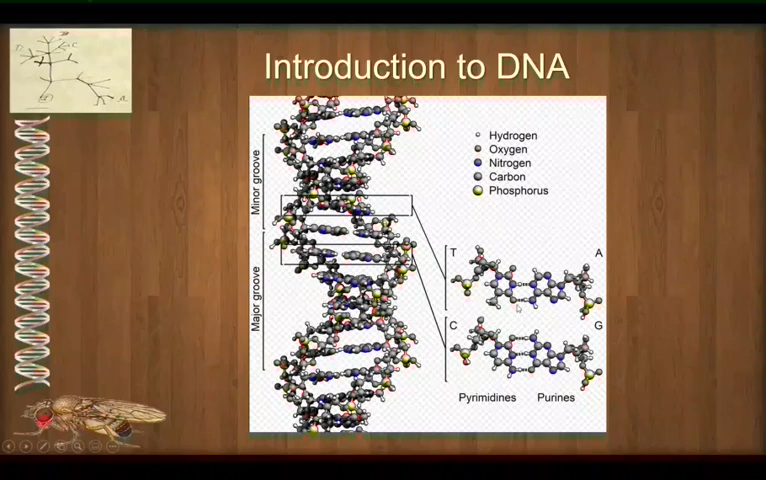 Introduction to DNA
Minor groove
Major groove
Hydrogen
Oxygen
Nitrogen
Carbon
Phosphorus
T A
C G
Pyrimidines Purines